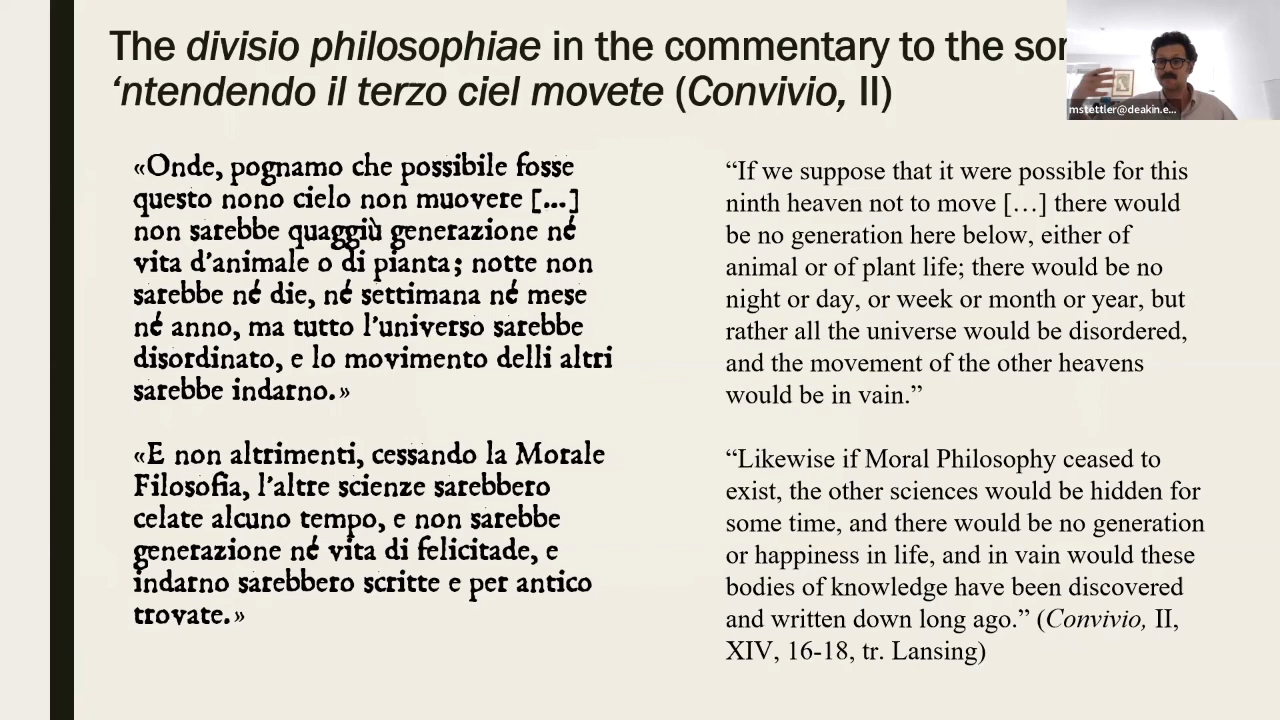 The divisio philosophiae in the commentary to the so
‘ntendendo il terzo ciel movete (Convivio, II)
mstettler@deakin.e...
«Onde, pognamo che possibile fosse
questo nono cielo non muovere [...]
non sarebbe quaggiù generazione né
vita d'animale o di pianta; notte non
sarebbe né die, né settimana né mese
né anno, ma tutto l'universo sarebbe
disordinato, e lo movimento delli altri
sarebbe indarno.»
«E non altrimenti, cessando la Morale
Filosofia, l'altre scienze sarebbero
celate alcuno tempo, e non sarebbe
generazione né vita di felicitade, e
indarno sarebbero scritte e per antico
trovate.»
“If we suppose that it were possible for this
ninth heaven not to move […] there would
be no generation here below, either of
animal or of plant life; there would be no
night or day, or week or month or year, but
rather all the universe would be disordered,
and the movement of the other heavens
would be in vain.”
“Likewise if Moral Philosophy ceased to
exist, the other sciences would be hidden for
some time, and there would be no generation
or happiness in life, and in vain would these
bodies of knowledge have been discovered
and written down long ago.” (Convivio, II,
XIV, 16-18, tr. Lansing)